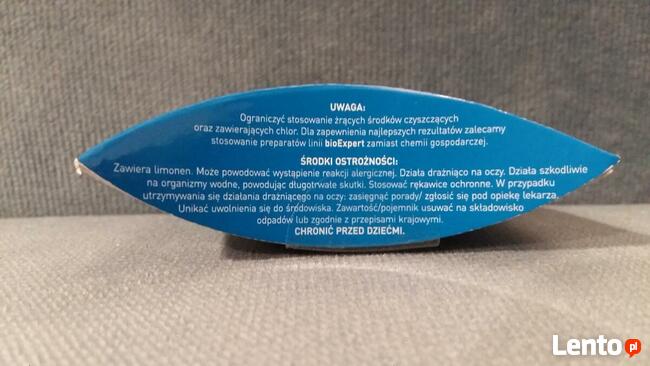 UWAGA:
Ograniczyć stosowanie żrących środków czyszczących
oraz zawierających chlor. Dla zapewnienia najlepszych rezultatów zalecamy
stosowanie preparatów linii bioExpert zamiast chemii gospodarczej.
ŚRODKI OSTROŻNOŚCI:
Zawiera limonen. Może powodować wystąpienie reakcji alergicznej. Działa drażniąco na oczy. Działa szkodliwie
na organizmy wodne, powodując długotrwałe skutki. Stosować rękawice ochronne. W przypadku
utrzymywania się działania drażniącego na oczy: zasięgnąć porady/ zgłosić się pod opiekę lekarza.
Unikać uwolnienia się do środowiska. Zawartość/pojemnik usuwać na składowisko
odpadów lub zgodnie z przepisami krajowymi.
CHRONIĆ PRZED DZIEĆMI.
Lento.pl